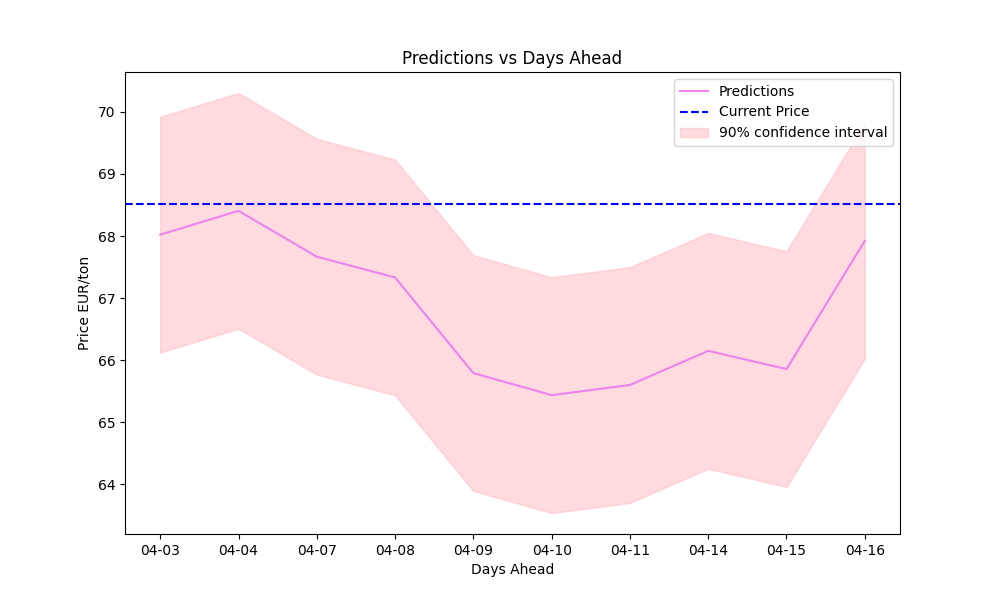 Predictions vs Days Ahead
Predictions
Current Price
90% confidence interval
Price EUR/ton
70
69
68
67
66
65
64
04-03 04-04 04-07 04-08 04-09 04-10 04-11 04-14 04-15 04-16
Days Ahead